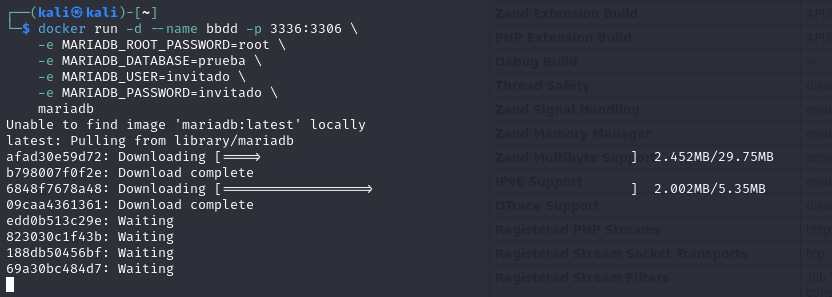 ┌──(kali㉿kali)-[~]
└─$ docker run -d --name bbdd -p 3336:3306 \
-e MARIADB_ROOT_PASSWORD=root \
-e MARIADB_DATABASE=prueba \
-e MARIADB_USER=invitado \
-e MARIADB_PASSWORD=invitado \
mariadb
Unable to find image 'mariadb:latest' locally
latest: Pulling from library/mariadb
afad30e59d72: Downloading [====> ] 2.452MB/29.75MB
b798007f0f2e: Download complete
6848f7678a48: Downloading [==================> ] 2.002MB/5.35MB
09caa4361361: Download complete
edd0b513c29e: Waiting
823030c1f43b: Waiting
188db50456bf: Waiting
69a30bc484d7: Waiting
Zend Extension Build
PHP Extension Build
Debug Build
no
Thread Safety
Zend Signal Handling
Zend Memory Manager
Zend Multibyte Support
IPv6 Support
DTrace Support
Registered PHP Streams
Registered Stream Socket Transports
Registered Stream Filters